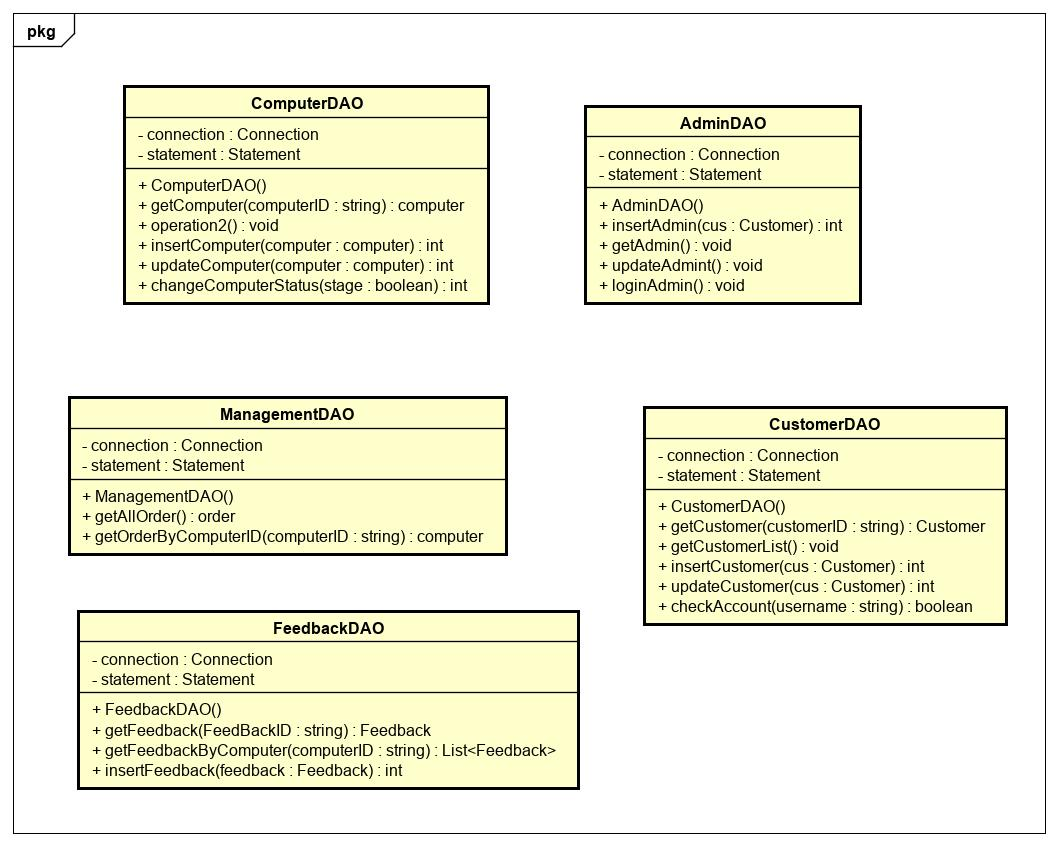 pkg
ComputerDAO
- connection : Connection
- statement : Statement
+ ComputerDAO()
+ getComputer(computerID : string) : computer
+ operation2() : void
+ insertComputer(computer : computer) : int
+ updateComputer(computer : computer) : int
+ changeComputerStatus(stage : boolean) : int
AdminDAO
- connection : Connection
- statement : Statement
+ AdminDAO()
+ insertAdmin(cus : Customer) : int
+ getAdmin() : void
+ updateAdmint() : void
+ loginAdmin() : void
ManagementDAO
- connection : Connection
- statement : Statement
+ ManagementDAO()
+ getAllOrder() : order
+ getOrderByComputerID(computerID : string) : computer
CustomerDAO
- connection : Connection
- statement : Statement
+ CustomerDAO()
+ getCustomer(customerID : string) : Customer
+ getCustomerList() : void
+ insertCustomer(cus : Customer) : int
+ updateCustomer(cus : Customer) : int
+ checkAccount(username : string) : boolean
FeedbackDAO
- connection : Connection
- statement : Statement
+ FeedbackDAO()
+ getFeedback(FeedBackID : string) : Feedback
+ getFeedbackByComputer(computerID : string) : List<Feedback>
+ insertFeedback(feedback : Feedback) : int